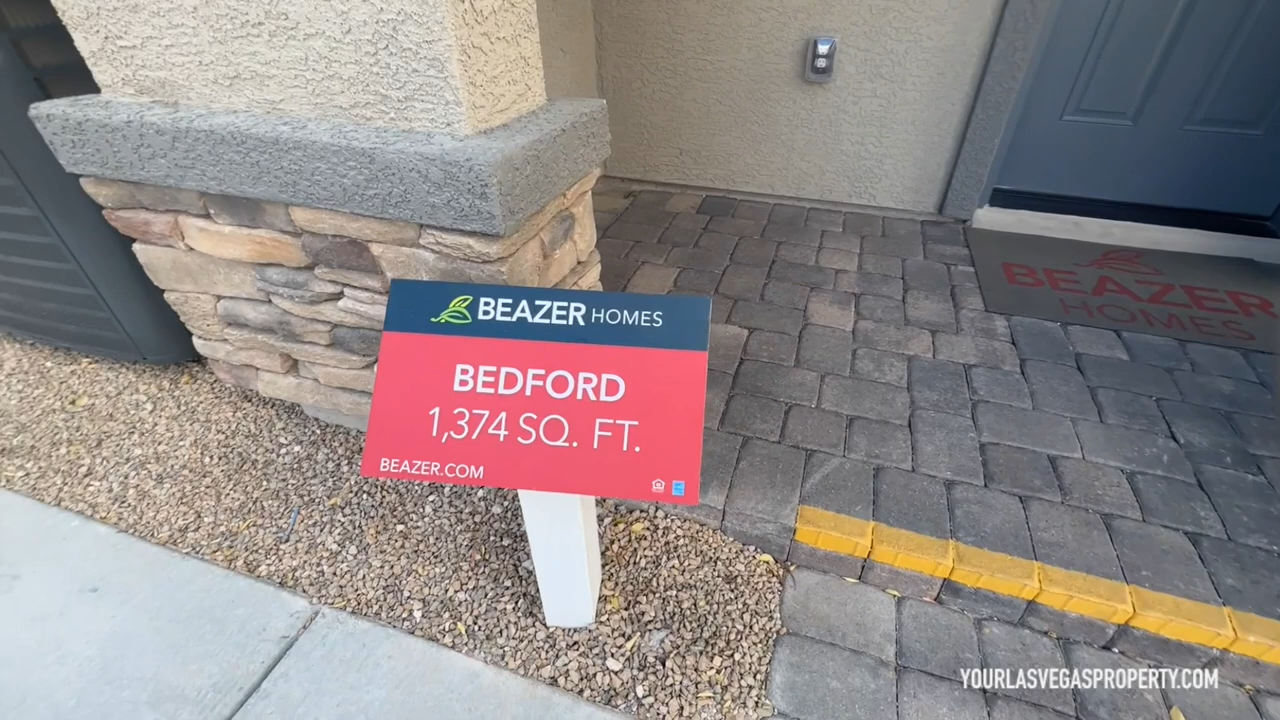 BEAZER HOMES
BEDFORD
1,374 SQ. FT.
BEAZER.COM
BEAZER
HOMES
YOURLASVEGASPROPERTY.COM